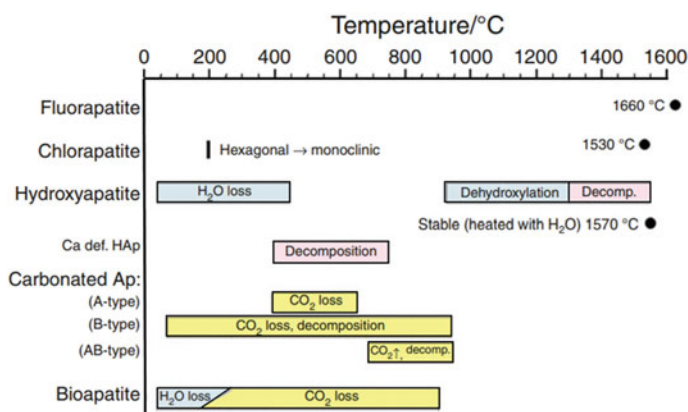 Temperature/°C
0 200 400 600 800 1000 1200 1400 1600
Fluorapatite 1660 °C
Chlorapatite Hexagonal → monoclinic 1530 °C
Hydroxyapatite H₂O loss Dehydroxylation Decomp.
Stable (heated with H₂O) 1570 °C
Ca def. HAp Decomposition
Carbonated Ap:
(A-type) CO₂ loss
(B-type) CO₂ loss, decomposition
(AB-type) CO₂↑, decomp.
Bioapatite H₂O loss CO₂ loss